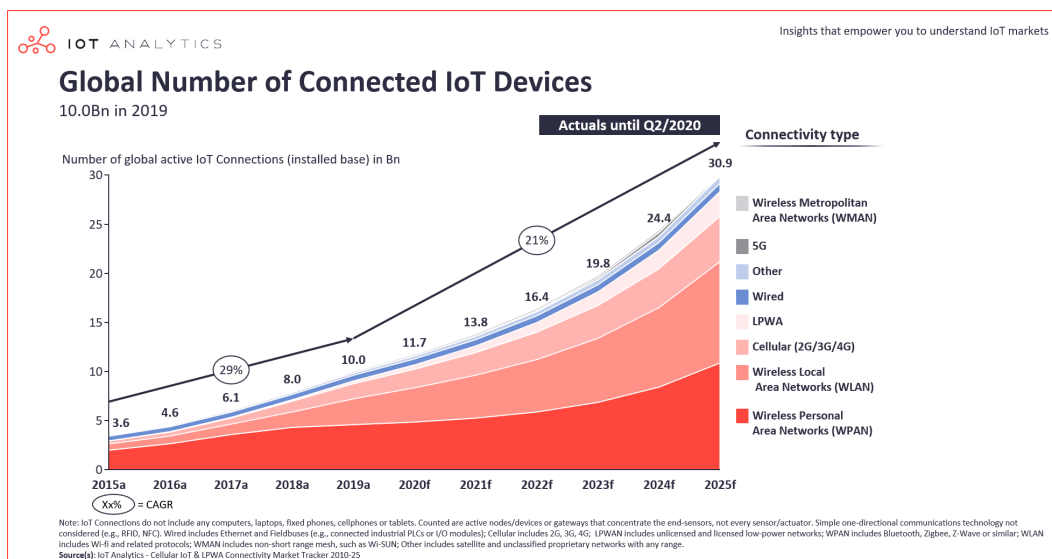 Insights that empower you to understand IoT markets
IOT ANALYTICS
Global Number of Connected IoT Devices
10.0Bn in 2019
Actuals until Q2/2020
Connectivity type
Number of global active IoT Connections (installed base) in Bn
30
25
20
15
10
5
0
3.6
4.6
6.1
8.0
10.0
11.7
13.8
16.4
19.8
24.4
30.9
29%
21%
2015a
2016a
2017a
2018a
2019a
2020f
2021f
2022f
2023f
2024f
2025f
Wireless Metropolitan
Area Networks (WMAN)
5G
Other
Wired
LPWA
Cellular (2G/3G/4G)
Wireless Local
Area Networks (WLAN)
Wireless Personal
Area Networks (WPAN)
Xx% = CAGR
Note: IoT Connections do not include any computers, laptops, fixed phones, cellphones or tablets. Counted are active nodes/devices or gateways that concentrate the end-sensors, not every sensor/actuator. Simple one-directional communications technology not
considered (e.g., RFID, NFC). Wired includes Ethernet and Fieldbuses (e.g., connected industrial PLCs or I/O modules); Cellular includes 2G, 3G, 4G; LPWAN includes unlicensed and licensed low-power networks; WPAN includes Bluetooth, Zigbee, Z-Wave or similar; WLAN
includes Wi-fi and related protocols; WMAN includes non-short range mesh, such as Wi-SUN; Other includes satellite and unclassified proprietary networks with any range.
Source(s): IoT Analytics - Cellular IoT & LPWA Connectivity Market Tracker 2010-25